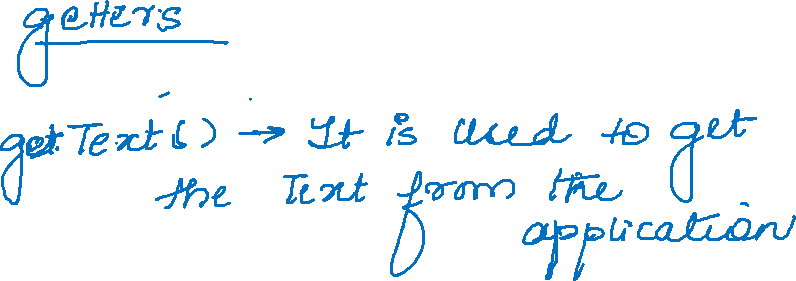 getters
getText() → It is used to get
the Text from the
application